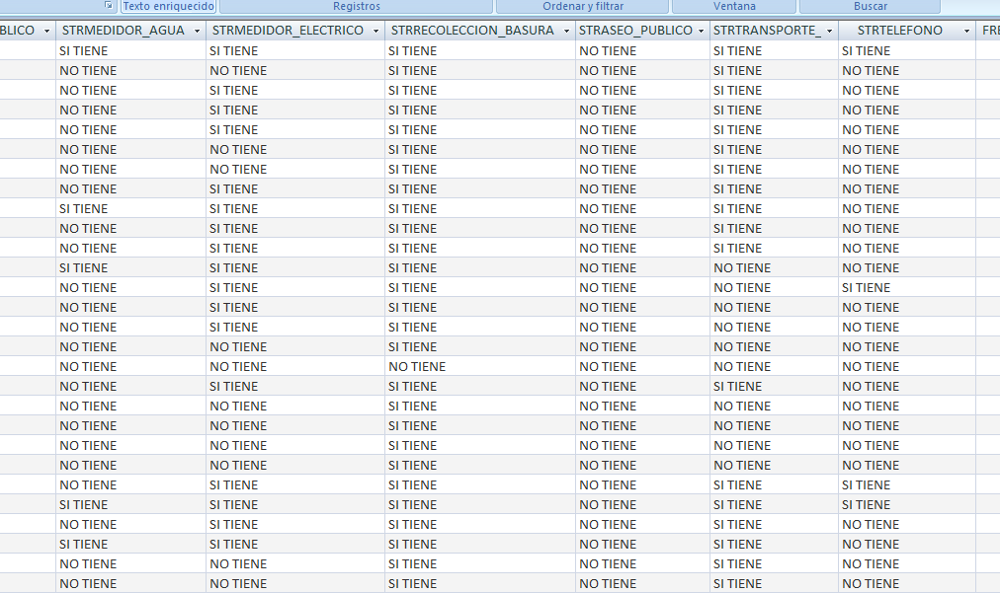 Texto enriquecido Registros Ordenar y filtrar Ventana Buscar
BLICO STRMEDIDOR_AGUA STRMEDIDOR_ELECTRICO STRRECOLECCION_BASURA STRASEO_PUBLICO STRTRANSPORTE_ STRTELEFONO FRE
SI TIENE SI TIENE SI TIENE NO TIENE SI TIENE SI TIENE
NO TIENE NO TIENE SI TIENE NO TIENE SI TIENE NO TIENE
NO TIENE SI TIENE SI TIENE NO TIENE SI TIENE NO TIENE
NO TIENE SI TIENE SI TIENE NO TIENE SI TIENE NO TIENE
NO TIENE SI TIENE SI TIENE NO TIENE SI TIENE NO TIENE
NO TIENE NO TIENE SI TIENE NO TIENE SI TIENE NO TIENE
NO TIENE NO TIENE SI TIENE NO TIENE SI TIENE NO TIENE
NO TIENE SI TIENE SI TIENE NO TIENE SI TIENE NO TIENE
SI TIENE SI TIENE SI TIENE NO TIENE SI TIENE NO TIENE
NO TIENE SI TIENE SI TIENE NO TIENE SI TIENE NO TIENE
NO TIENE SI TIENE SI TIENE NO TIENE SI TIENE NO TIENE
SI TIENE SI TIENE SI TIENE NO TIENE NO TIENE NO TIENE
NO TIENE SI TIENE SI TIENE NO TIENE NO TIENE SI TIENE
NO TIENE SI TIENE SI TIENE NO TIENE NO TIENE NO TIENE
NO TIENE SI TIENE SI TIENE NO TIENE NO TIENE NO TIENE
NO TIENE NO TIENE SI TIENE NO TIENE NO TIENE NO TIENE
NO TIENE NO TIENE NO TIENE NO TIENE NO TIENE NO TIENE
NO TIENE SI TIENE SI TIENE NO TIENE SI TIENE NO TIENE
NO TIENE NO TIENE SI TIENE NO TIENE NO TIENE NO TIENE
NO TIENE NO TIENE SI TIENE NO TIENE NO TIENE NO TIENE
NO TIENE NO TIENE SI TIENE NO TIENE NO TIENE NO TIENE
NO TIENE NO TIENE SI TIENE NO TIENE NO TIENE NO TIENE
NO TIENE SI TIENE SI TIENE NO TIENE SI TIENE SI TIENE
SI TIENE SI TIENE SI TIENE NO TIENE SI TIENE SI TIENE
NO TIENE SI TIENE SI TIENE NO TIENE SI TIENE NO TIENE
SI TIENE SI TIENE SI TIENE NO TIENE SI TIENE NO TIENE
NO TIENE NO TIENE SI TIENE NO TIENE SI TIENE NO TIENE
NO TIENE NO TIENE SI TIENE NO TIENE SI TIENE NO TIENE